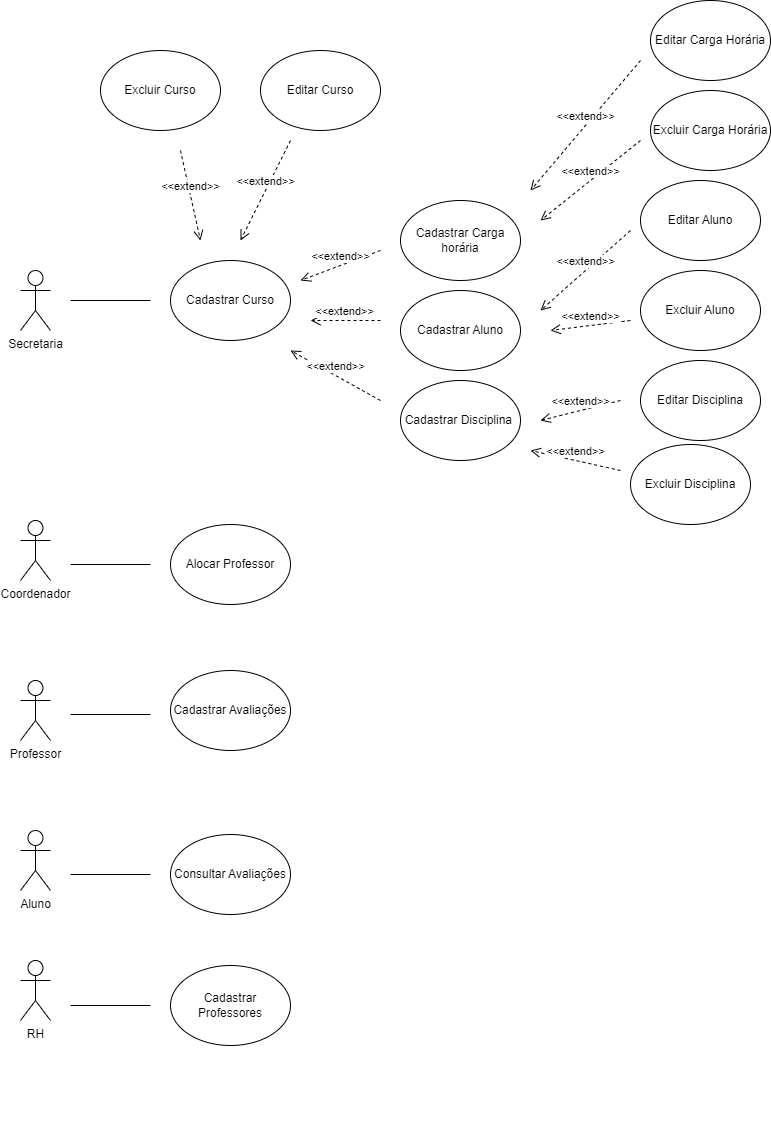 Editar Carga Horária
Excluir Curso
Editar Curso
<<extend>>
Excluir Carga Horária
<<extend>>
<<extend>>
<<extend>>
Editar Aluno
Cadastrar Carga
horária
<<extend>>
<<extend>>
Cadastrar Curso
Secretaria
<<extend>>
Cadastrar Aluno
<<extend>>
Excluir Aluno
<<extend>>
Cadastrar Disciplina
<<extend>>
Editar Disciplina
<<extend>>
Excluir Disciplina
Coordenador
Alocar Professor
Professor
Cadastrar Avaliações
Aluno
Consultar Avaliações
RH
Cadastrar
Professores